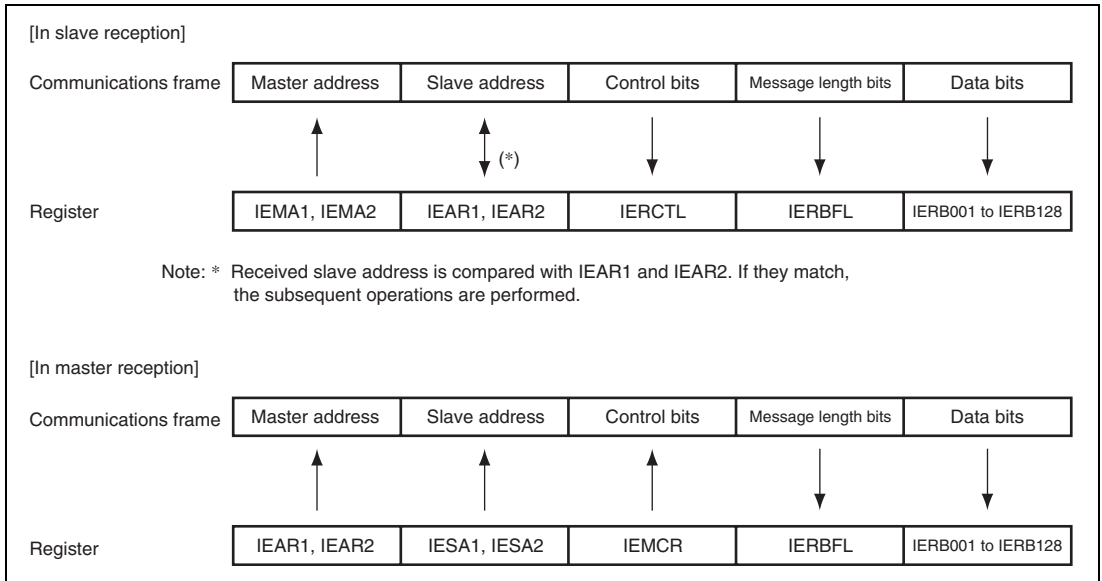 [In slave reception]
Communications frame Master address Slave address Control bits Message length bits Data bits
(*)
Register IEMA1, IEMA2 IEAR1, IEAR2 IERCTL IERBFL IERB001 to IERB128
Note: * Received slave address is compared with IEAR1 and IEAR2. If they match,
the subsequent operations are performed.
[In master reception]
Communications frame Master address Slave address Control bits Message length bits Data bits
Register IEAR1, IEAR2 IESA1, IESA2 IEMCR IERBFL IERB001 to IERB128